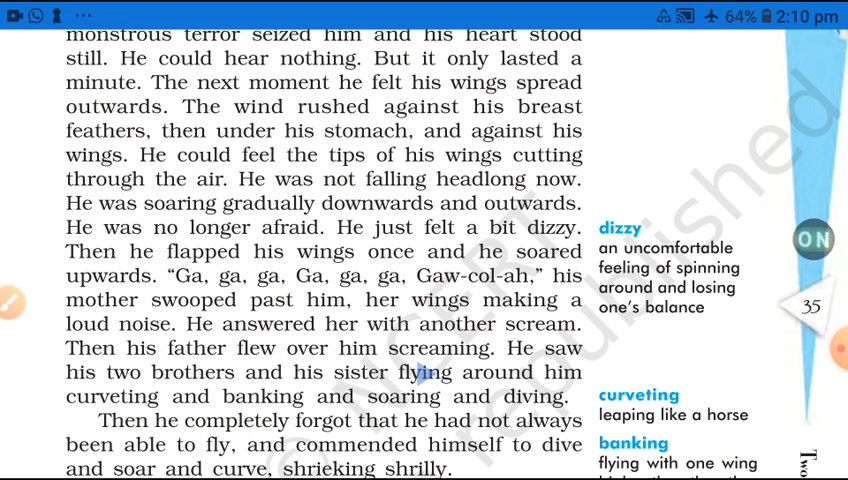 64% 2:10 pm
monstrous terror seized him and his heart stood
still. He could hear nothing. But it only lasted a
minute. The next moment he felt his wings spread
outwards. The wind rushed against his breast
feathers, then under his stomach, and against his
wings. He could feel the tips of his wings cutting
through the air. He was not falling headlong now.
He was soaring gradually downwards and outwards.
He was no longer afraid. He just felt a bit dizzy.
Then he flapped his wings once and he soared
upwards. “Ga, ga, ga, Ga, ga, ga, Gaw-col-ah,” his
mother swooped past him, her wings making a
loud noise. He answered her with another scream.
Then his father flew over him screaming. He saw
his two brothers and his sister flying around him
curveting and banking and soaring and diving.
Then he completely forgot that he had not always
been able to fly, and commended himself to dive
and soar and curve, shrieking shrilly.
dizzy
an uncomfortable
feeling of spinning
around and losing
one’s balance
curveting
leaping like a horse
banking
flying with one wing
ON
35
Two
© NCERT
republished